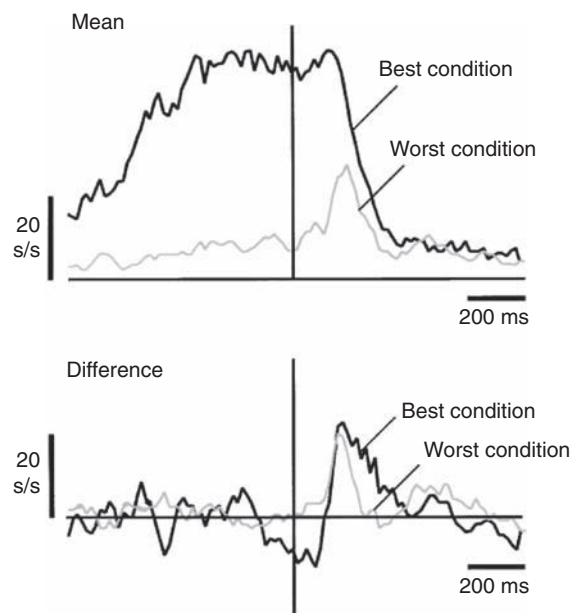 Mean
Best condition
Worst condition
20
s/s
200 ms
Difference
Best condition
Worst condition
20
s/s
200 ms